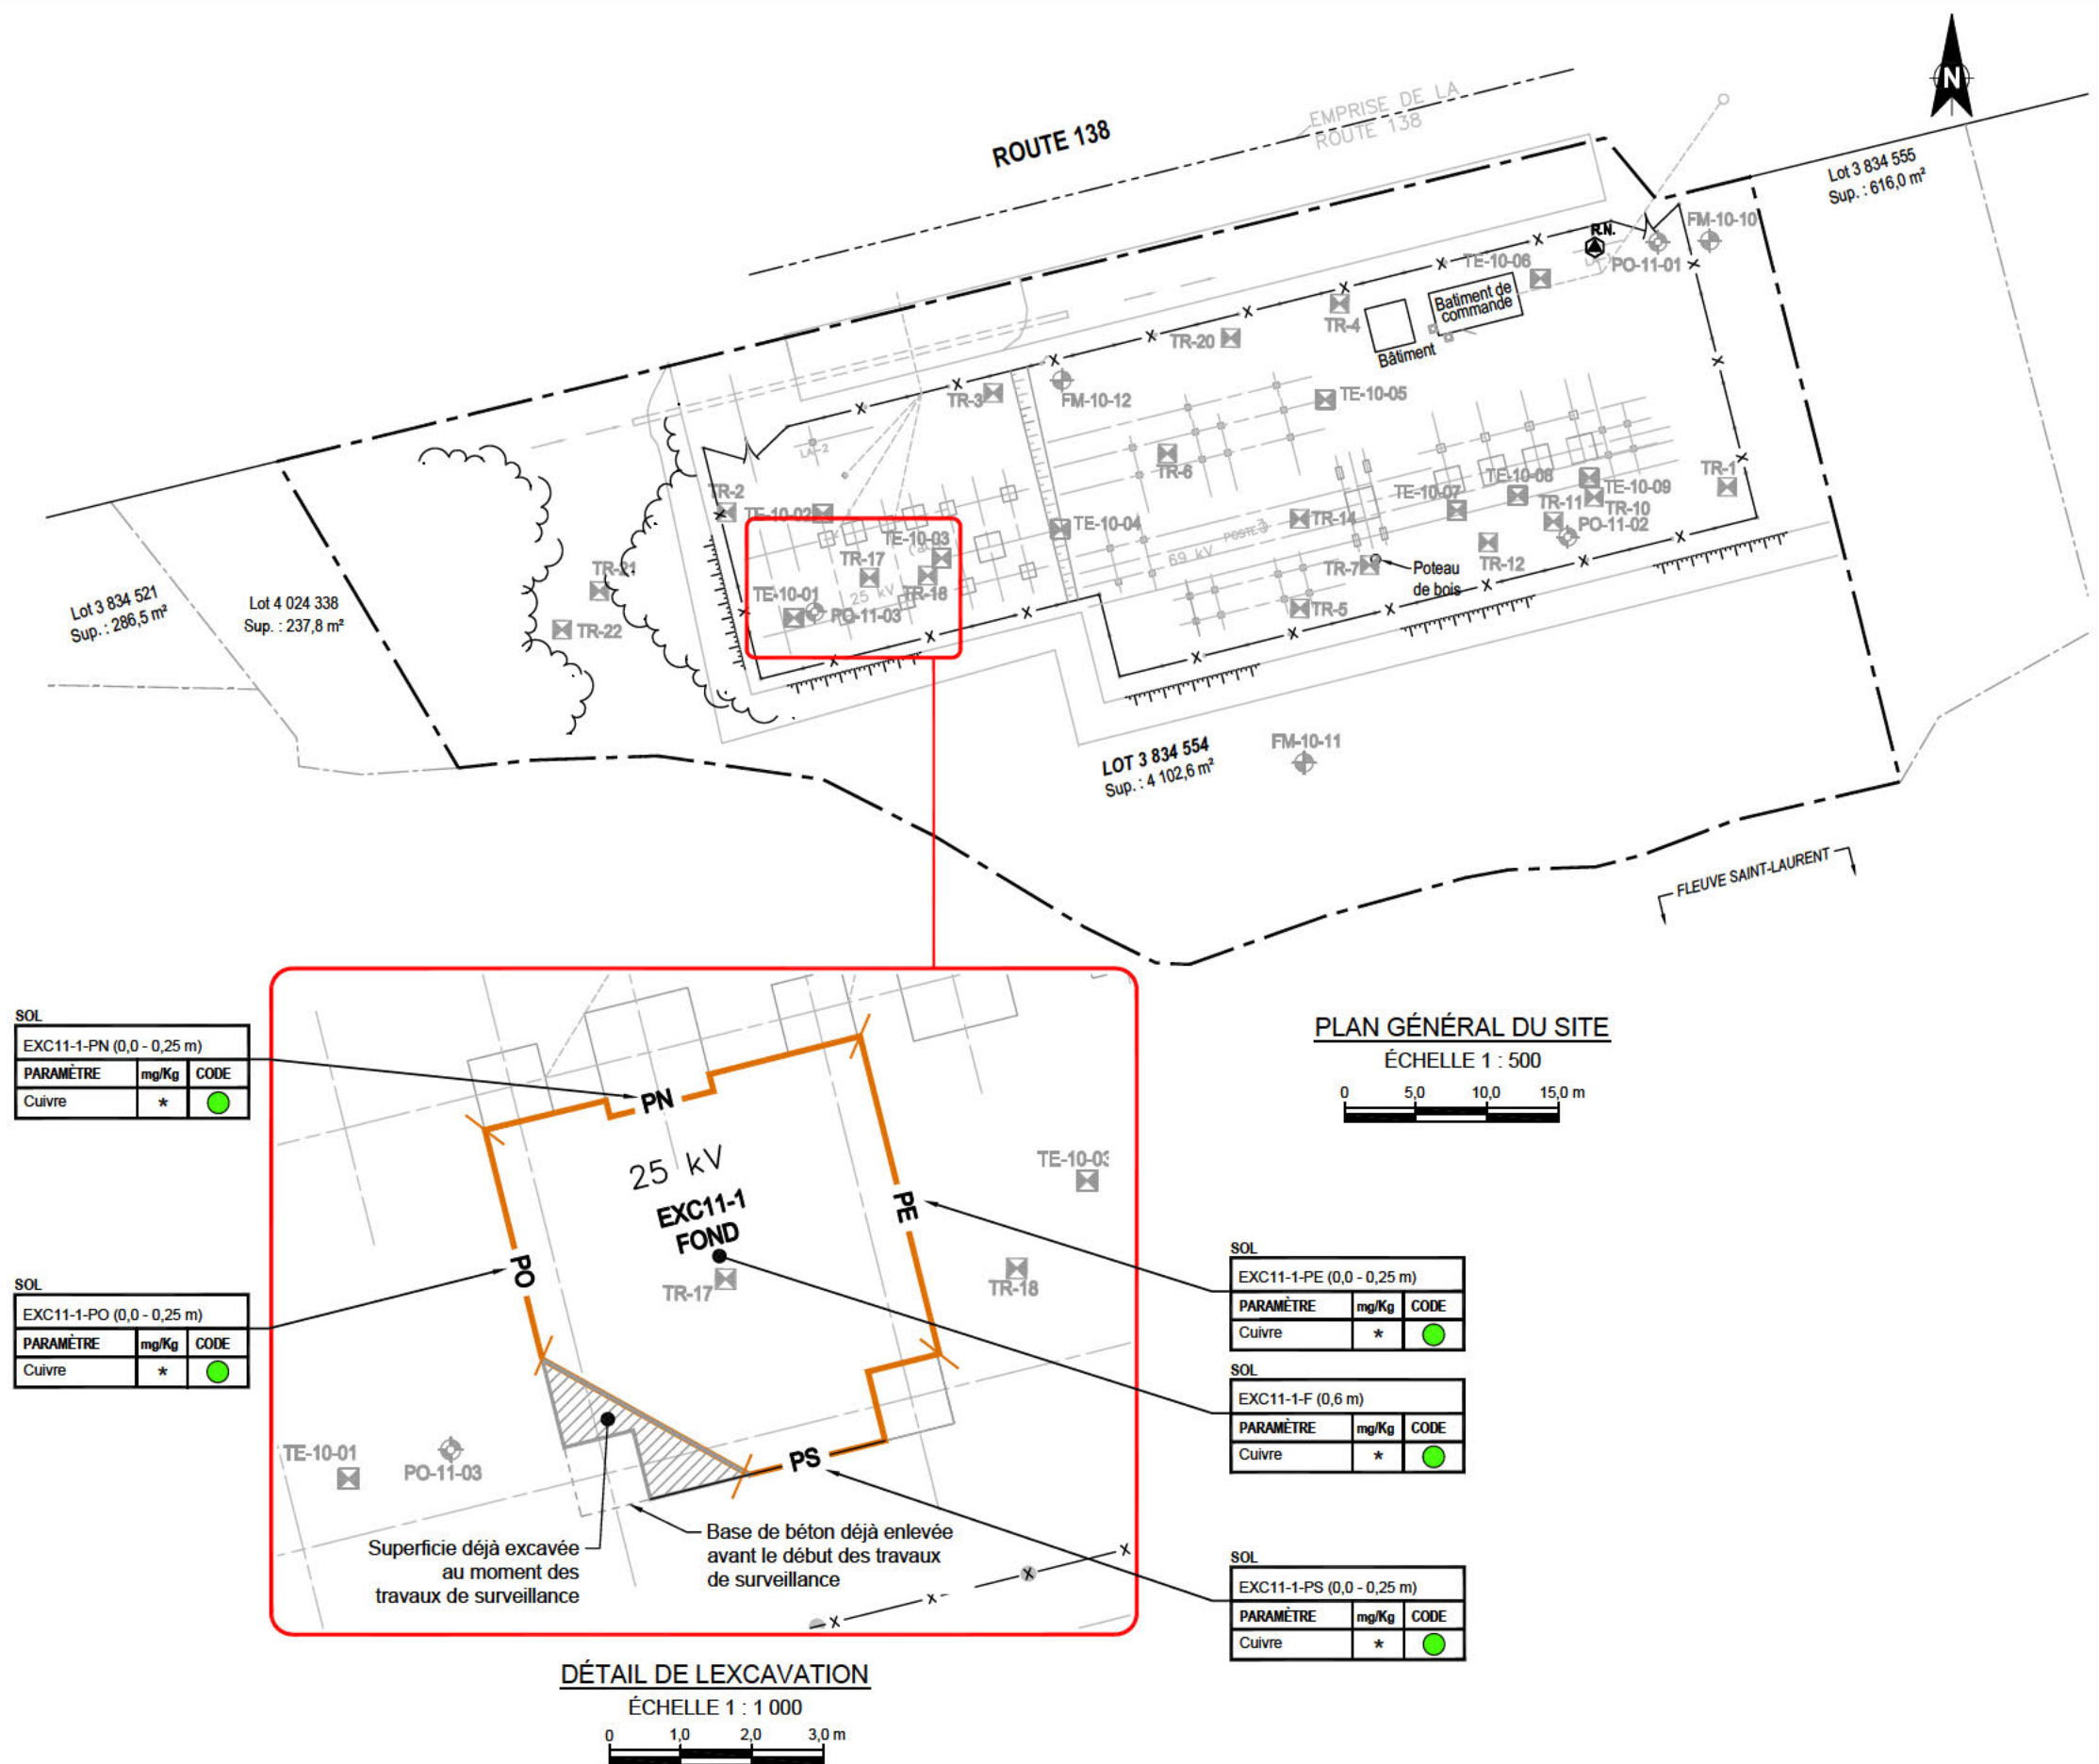 N
ROUTE 138
EMPRISE DE LA
ROUTE 138
Lot 3 834 555
Sup. : 616,0 m²
FM-10-10
R.N.
PO-11-01
TE-10-06
Batiment de
commande
TR-4
Bâtiment
TR-20
TR-3
FM-10-12
TE-10-05
LA-2
TR-6
TR-2
TE-10-02
TE-10-03
TE-10-04
TR-14
TE-10-07
TE-10-08
TE-10-09
TR-1
TR-11
TR-10
PO-11-02
TR-12
69 kV
POSTE
TR-17
TR-18
TE-10-01
25 kV
PO-11-03
TR-7
Poteau
de bois
TR-5
TR-21
TR-22
Lot 3 834 521
Sup. : 286,5 m²
Lot 4 024 338
Sup. : 237,8 m²
LOT 3 834 554
Sup. : 4 102,6 m²
FM-10-11
FLEUVE SAINT-LAURENT
PLAN GÉNÉRAL DU SITE
ÉCHELLE 1 : 500
0 5,0 10,0 15,0 m
SOL
EXC11-1-PN (0,0 - 0,25 m)
PARAMÈTRE mg/Kg CODE
Cuivre *
SOL
EXC11-1-PO (0,0 - 0,25 m)
PARAMÈTRE mg/Kg CODE
Cuivre *
PN
25 kV
EXC11-1
FOND
PE
PO
TR-17
TE-10-03
TR-18
TE-10-01
PO-11-03
PS
Superficie déjà excavée
au moment des
travaux de surveillance
Base de béton déjà enlevée
avant le début des travaux
de surveillance
SOL
EXC11-1-PE (0,0 - 0,25 m)
PARAMÈTRE mg/Kg CODE
Cuivre *
SOL
EXC11-1-F (0,6 m)
PARAMÈTRE mg/Kg CODE
Cuivre *
SOL
EXC11-1-PS (0,0 - 0,25 m)
PARAMÈTRE mg/Kg CODE
Cuivre *
DÉTAIL DE LEXCAVATION
ÉCHELLE 1 : 1 000
0 1,0 2,0 3,0 m